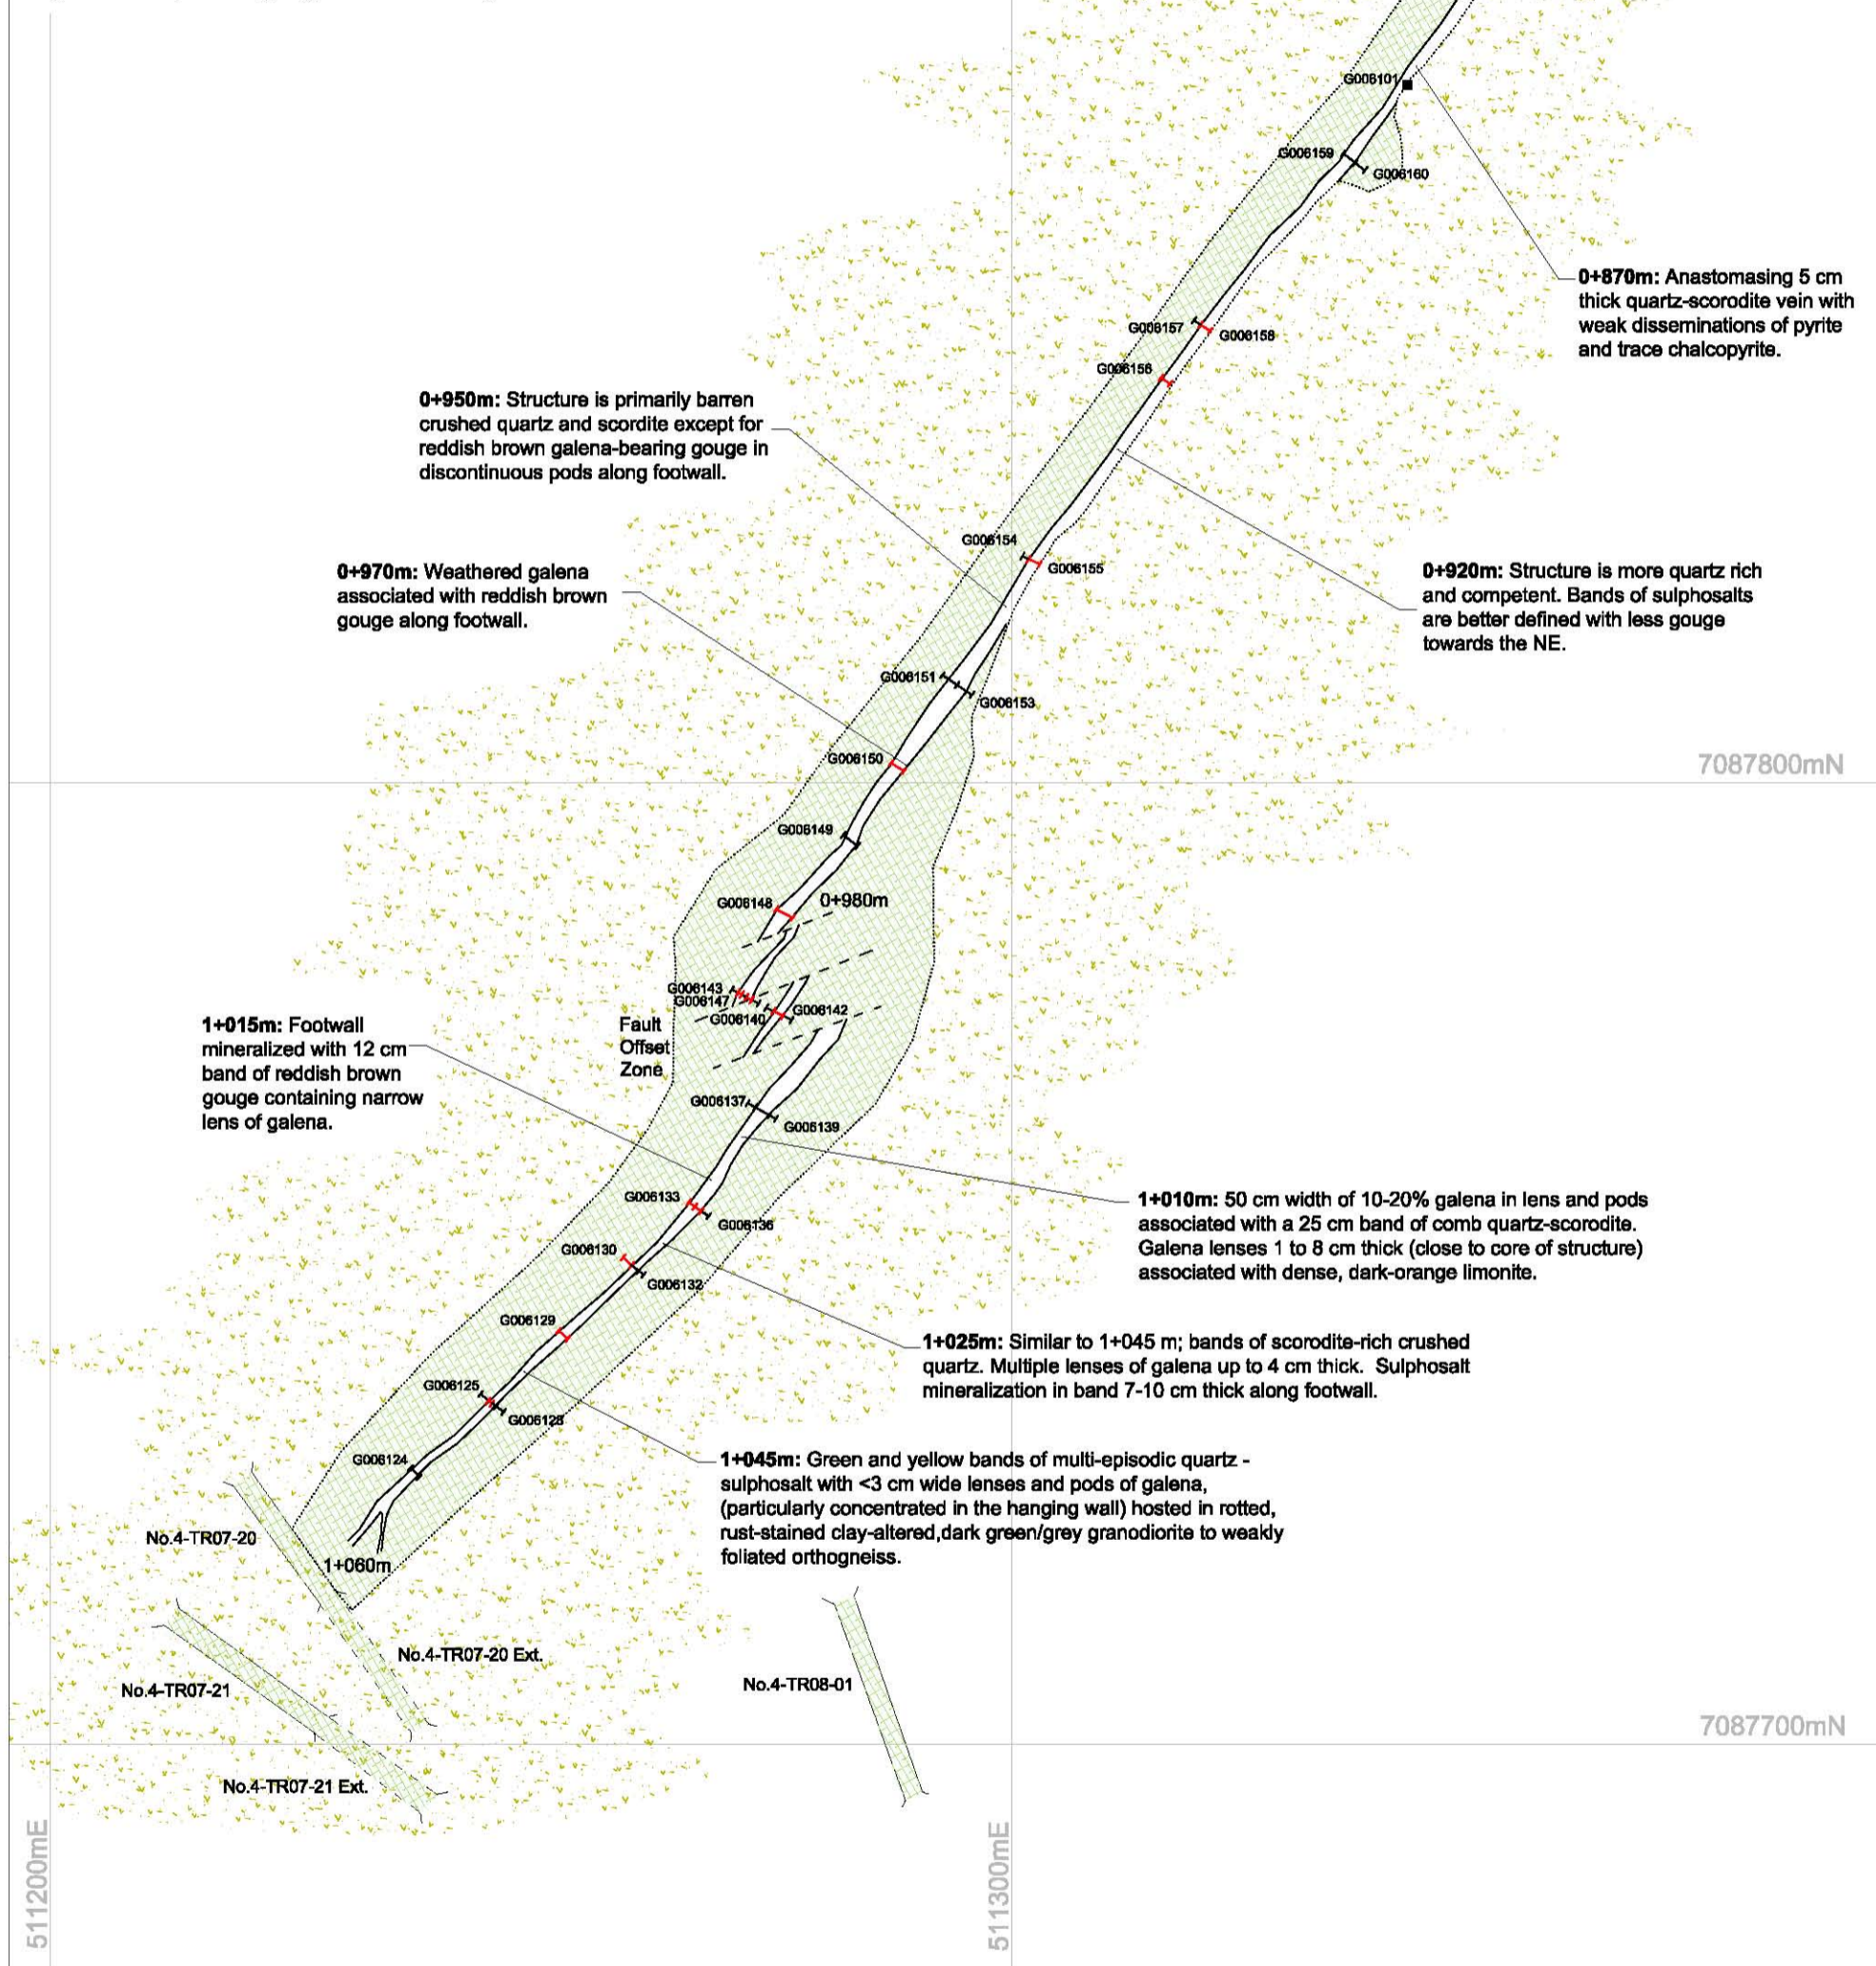 G006101
G006159
G006160
0+870m: Anastomasing 5 cm
thick quartz-scorodite vein with
weak disseminations of pyrite
and trace chalcopyrite.
G006157
G006158
G006156
0+950m: Structure is primarily barren
crushed quartz and scordite except for
reddish brown galena-bearing gouge in
discontinuous pods along footwall.
G006154
G006155
0+970m: Weathered galena
associated with reddish brown
gouge along footwall.
0+920m: Structure is more quartz rich
and competent. Bands of sulphosalts
are better defined with less gouge
towards the NE.
G006151
G006153
G006150
7087800mN
G006149
G006148
0+980m
G006143
G006147
G006140
G006142
Fault
Offset
Zone
1+015m: Footwall
mineralized with 12 cm
band of reddish brown
gouge containing narrow
lens of galena.
G006137
G006139
G006133
G006136
1+010m: 50 cm width of 10-20% galena in lens and pods
associated with a 25 cm band of comb quartz-scorodite.
Galena lenses 1 to 8 cm thick (close to core of structure)
associated with dense, dark-orange limonite.
G006130
G006132
G006129
1+025m: Similar to 1+045 m; bands of scorodite-rich crushed
quartz. Multiple lenses of galena up to 4 cm thick. Sulphosalt
mineralization in band 7-10 cm thick along footwall.
G006125
G006128
G006124
1+045m: Green and yellow bands of multi-episodic quartz -
sulphosalt with <3 cm wide lenses and pods of galena,
(particularly concentrated in the hanging wall) hosted in rotted,
rust-stained clay-altered,dark green/grey granodiorite to weakly
foliated orthogneiss.
No.4-TR07-20
1+060m
No.4-TR07-20 Ext.
No.4-TR07-21
No.4-TR08-01
7087700mN
No.4-TR07-21 Ext.
511200mE
511300mE